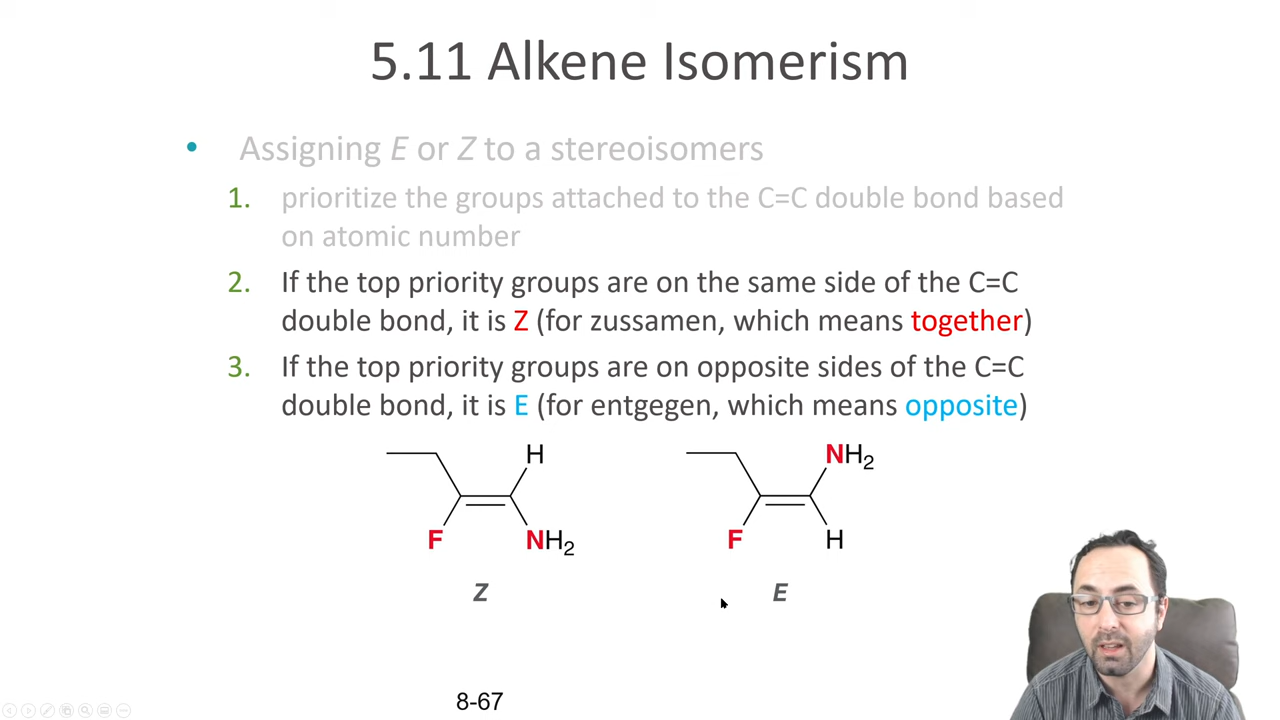 5.11 Alkene Isomerism
• Assigning E or Z to a stereoisomers
1. prioritize the groups attached to the C=C double bond based
on atomic number
2. If the top priority groups are on the same side of the C=C
double bond, it is Z (for zussamen, which means together)
3. If the top priority groups are on opposite sides of the C=C
double bond, it is E (for entgegen, which means opposite)
H NH2
F NH2 F H
Z E
8-67